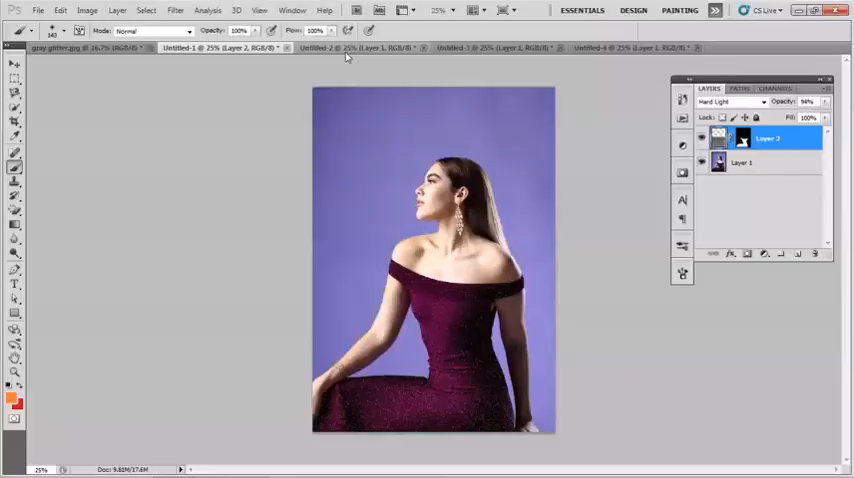 Ps File Edit Image Layer Select Filter Analysis 3D View Window Help Br Mb 25% ESSENTIALS DESIGN PAINTING CS Live
143 Mode: Normal Opacity: 100% Flow: 100%
gray glitter.jpg @ 16.7% (RGB/8) * Untitled-1 @ 25% (Layer 2, RGB/8) * Untitled-2 @ 25% (Layer 1, RGB/8) * Untitled-3 @ 25% (Layer 1, RGB/8) * Untitled-4 @ 25% (Layer 1, RGB/8) *
LAYERS PATHS CHANNELS
Hard Light Opacity: 94%
Lock: Fill: 100%
Layer 2
Layer 1
25% Doc: 9.81M/17.6M